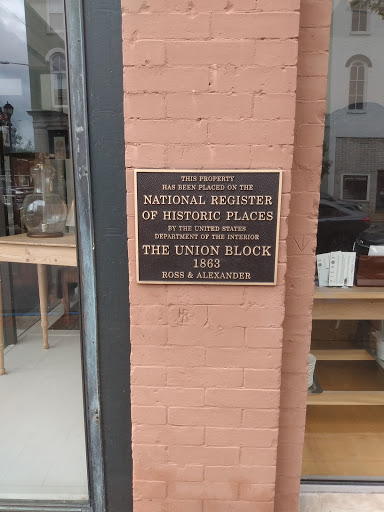 THIS PROPERTY
HAS BEEN PLACED ON THE
NATIONAL REGISTER
OF HISTORIC PLACES
BY THE UNITED STATES
DEPARTMENT OF THE INTERIOR
THE UNION BLOCK
1863
ROSS & ALEXANDER